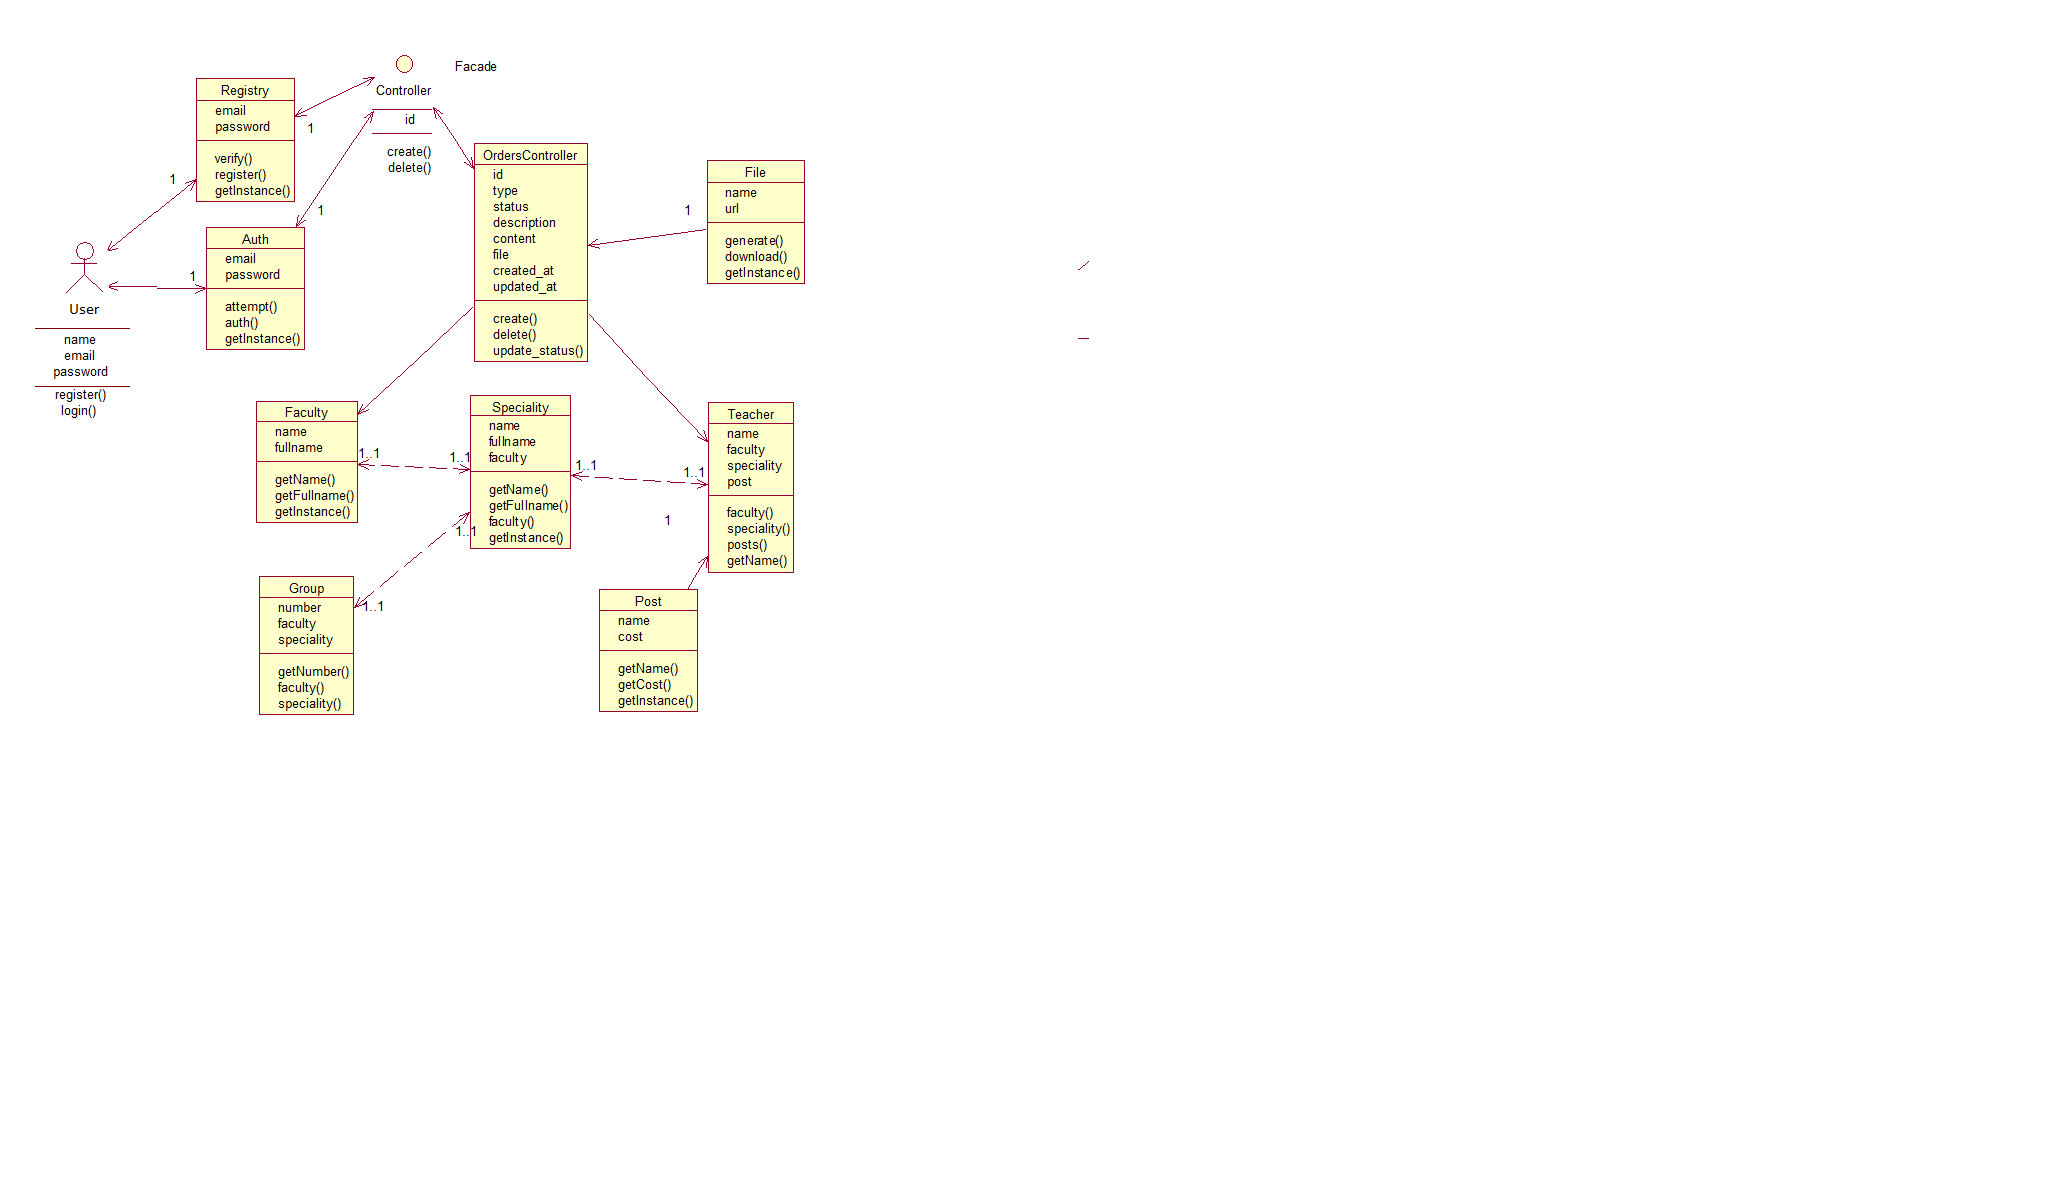 Facade
Controller
id
create()
delete()
Registry
email
password
verify()
register()
getInstance()
1
1
1
1
Auth
email
password
attempt()
auth()
getInstance()
User
name
email
password
register()
login()
OrdersController
id
type
status
description
content
file
created_at
updated_at
create()
delete()
update_status()
1
File
name
url
generate()
download()
getInstance()
Faculty
name
fullname
getName()
getFullname()
getInstance()
1..1
1..1
Speciality
name
fullname
faculty
getName()
getFullname()
faculty()
getInstance()
1..1
1..1
Teacher
name
faculty
speciality
post
faculty()
speciality()
posts()
getName()
1
1..1
1..1
Group
number
faculty
speciality
getNumber()
faculty()
speciality()
Post
name
cost
getName()
getCost()
getInstance()